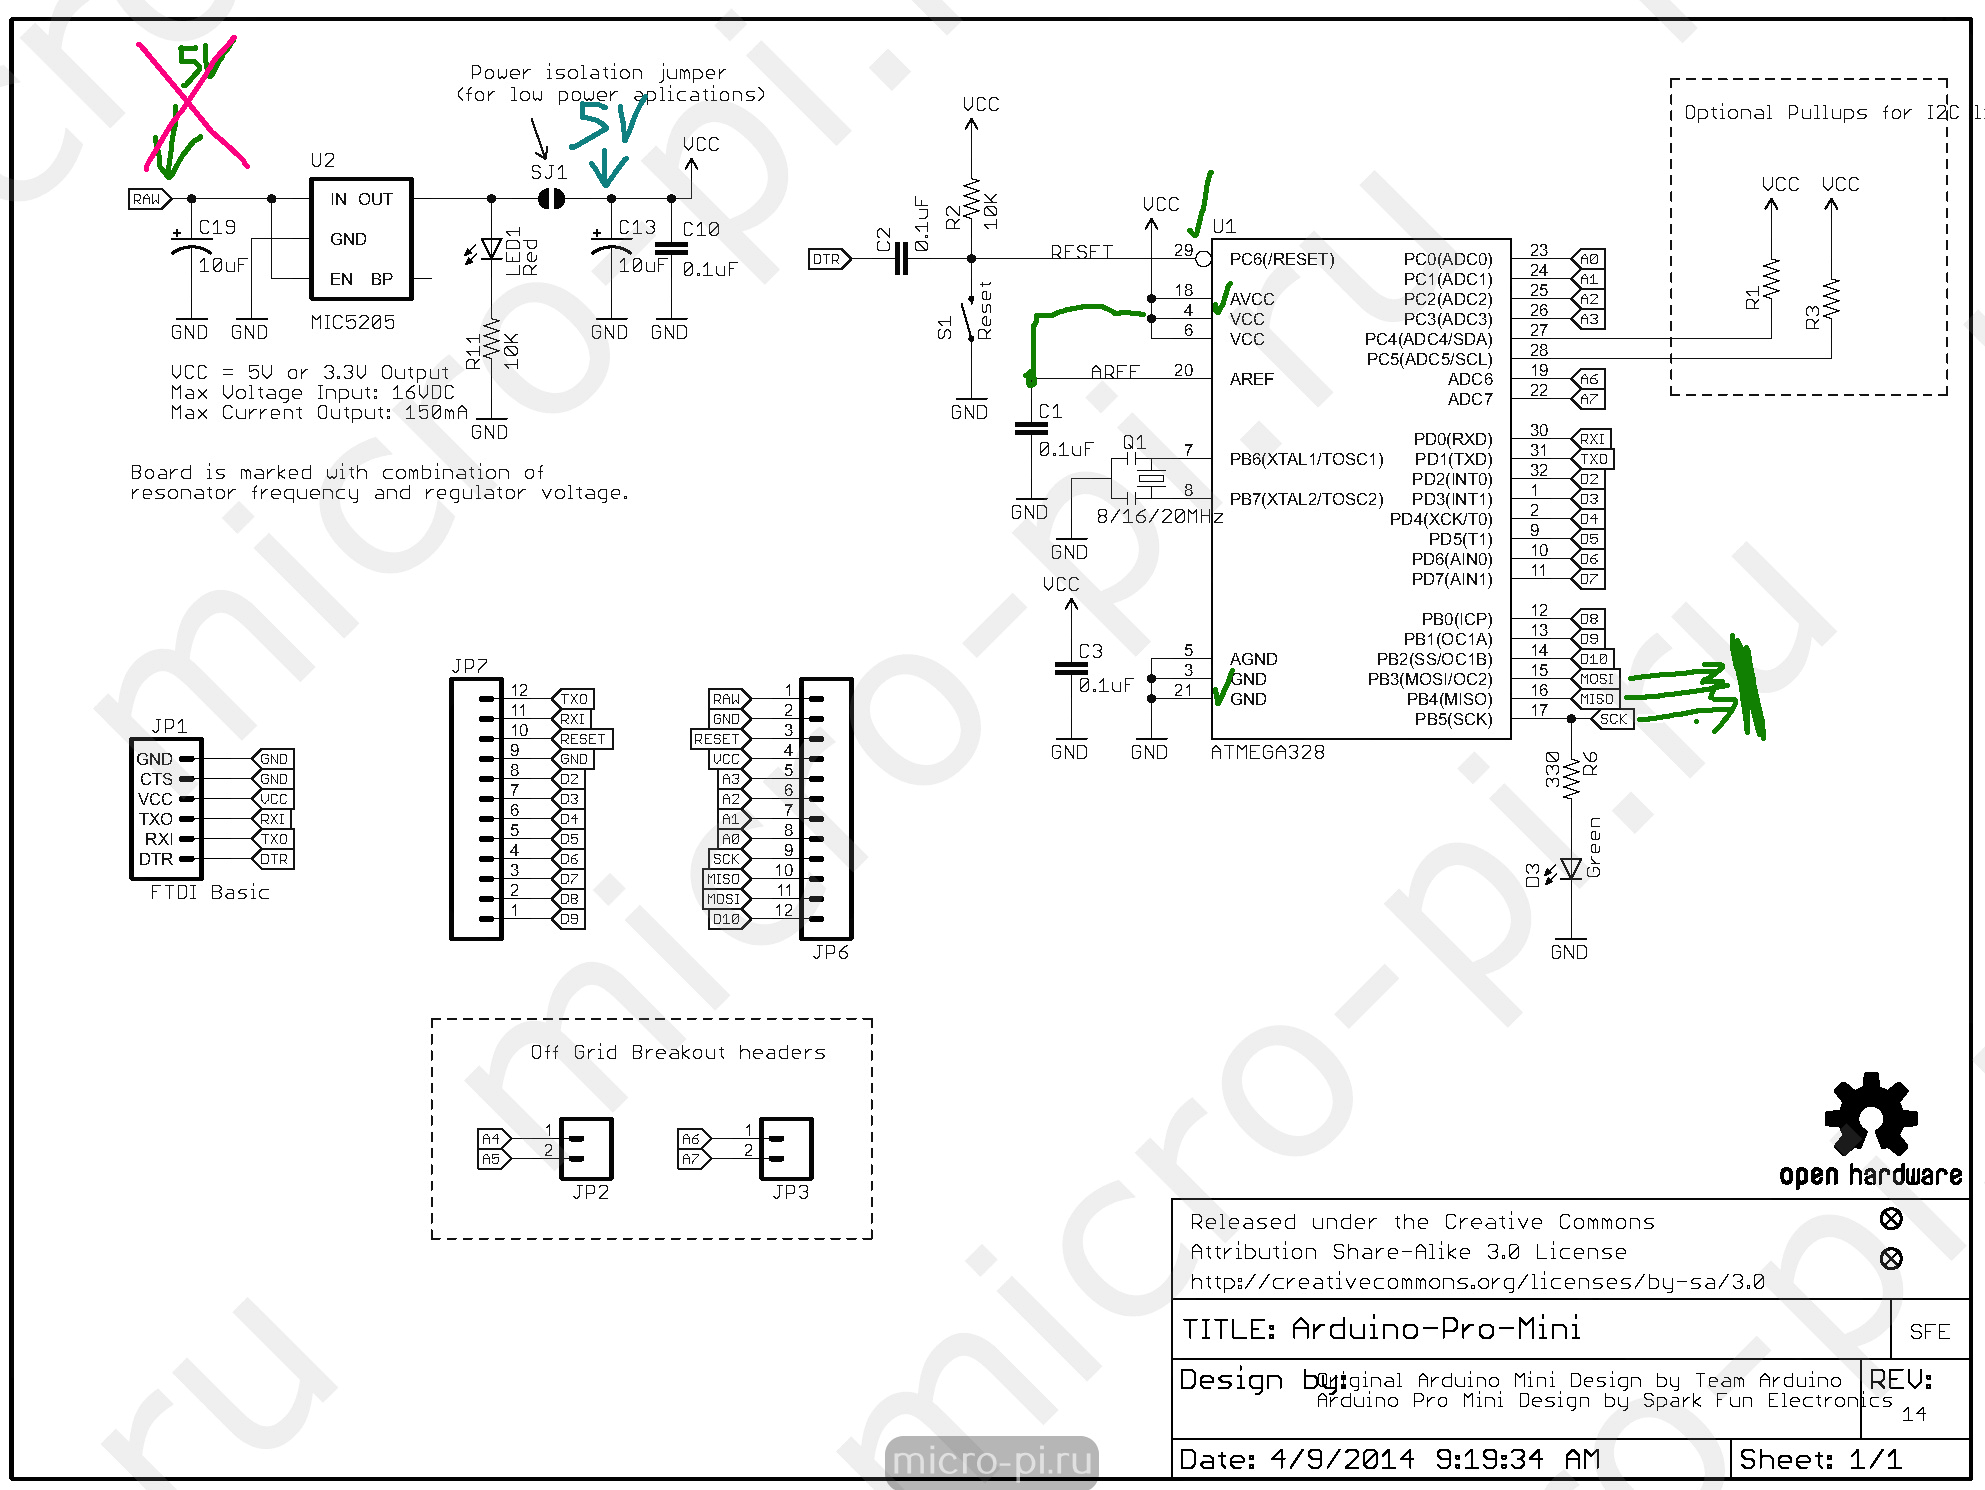 5V
Power isolation jumper
(for low power aplications)
5V
VCC
U2
SJ1
RAW
IN OUT
GND
EN BP
MIC5205
C19
10uF
LED1
Red
C13
10uF
C10
0.1uF
R11
10K
GND
GND
GND
GND
GND
VCC = 5V or 3.3V Output
Max Voltage Input: 16VDC
Max Current Output: 150mA
Board is marked with combination of
resonator frequency and regulator voltage.
VCC
R2
10K
DTR
C2
0.1uF
RESET
S1
Reset
GND
VCC
U1
29 PC6(/RESET)
18 AVCC
4 VCC
6 VCC
AREF 20 AREF
C1
0.1uF
GND
Q1
7 PB6(XTAL1/TOSC1)
8 PB7(XTAL2/TOSC2)
8/16/20MHz
GND
VCC
C3
0.1uF
GND
5 AGND
3 GND
21 GND
GND
ATMEGA328
PC0(ADC0) 23 A0
PC1(ADC1) 24 A1
PC2(ADC2) 25 A2
PC3(ADC3) 26 A3
PC4(ADC4/SDA) 27
PC5(ADC5/SCL) 28
ADC6 19 A6
ADC7 22 A7
PD0(RXD) 30 RXI
PD1(TXD) 31 TXO
PD2(INT0) 32 D2
PD3(INT1) 1 D3
PD4(XCK/T0) 2 D4
PD5(T1) 9 D5
PD6(AIN0) 10 D6
PD7(AIN1) 11 D7
PB0(ICP) 12 D8
PB1(OC1A) 13 D9
PB2(SS/OC1B) 14 D10
PB3(MOSI/OC2) 15 MOSI
PB4(MISO) 16 MISO
PB5(SCK) 17 SCK
330
R6
D3
Green
GND
Optional Pullups for I2C
VCC VCC
R1
R3
JP1
GND GND
CTS GND
VCC VCC
TXO RXI
RXI TXO
DTR DTR
FTDI Basic
JP7
12 TXO
11 RXI
10 RESET
9 GND
8 D2
7 D3
6 D4
5 D5
4 D6
3 D7
2 D8
1 D9
RAW 1
GND 2
RESET 3
VCC 4
A3 5
A2 6
A1 7
A0 8
SCK 9
MISO 10
MOSI 11
D10 12
JP6
Off Grid Breakout headers
A4 1
A5 2
JP2
A6 1
A7 2
JP3
open hardware
Released under the Creative Commons
Attribution Share-Alike 3.0 License
http://creativecommons.org/licenses/by-sa/3.0
TITLE: Arduino-Pro-Mini
SFE
Design by:
Original Arduino Mini Design by Team Arduino
Arduino Pro Mini Design by Spark Fun Electronics
REV:
14
Date: 4/9/2014 9:19:34 AM
Sheet: 1/1
micro-pi.ru
micro-pi.ru
micro-pi.ru
micro-pi.ru